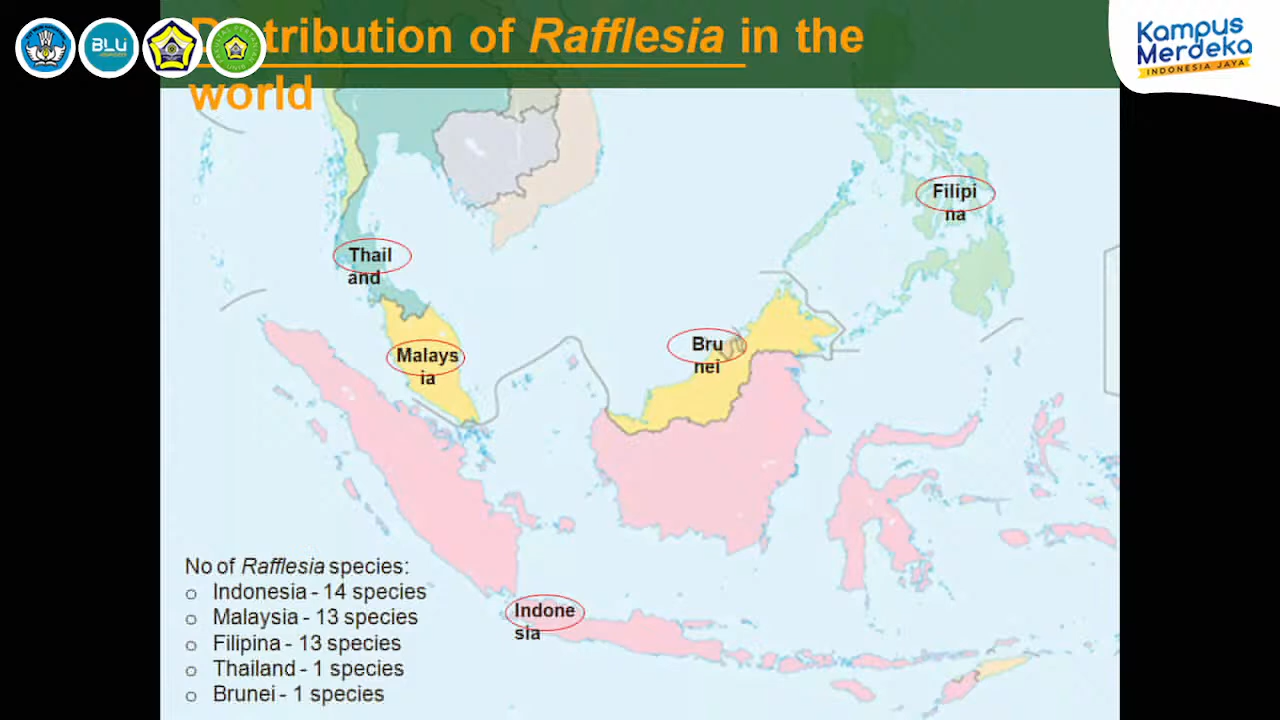 Distribution of Rafflesia in the
world
BLU
Kampus
Merdeka
INDONESIA JAYA
Filipi
na
Thail
and
Bru
nei
Malays
ia
Indone
sia
No of Rafflesia species:
o Indonesia - 14 species
o Malaysia - 13 species
o Filipina - 13 species
o Thailand - 1 species
o Brunei - 1 species